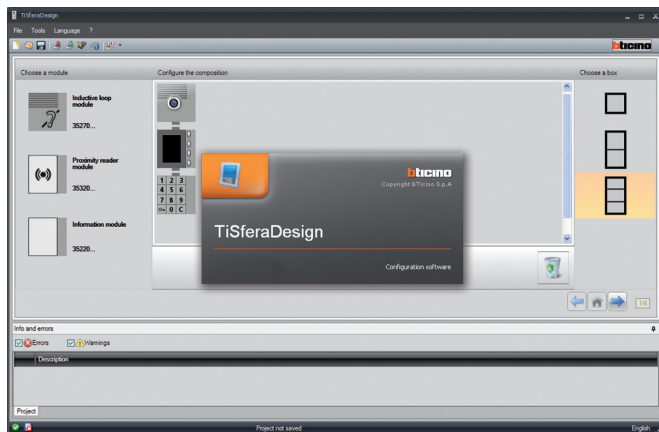 TiSferaDesign
File Tools Language ?
bticino
Choose a module
Configure the composition
Choose a box
Inductive loop
module
35270...
Proximity reader
module
35320...
Information module
35220...
1 2 3
4 5 6
7 8 9
0 C
bticino
Copyright BTicino S.p.A
TiSferaDesign
Configuration software
1/4
Info and errors
Errors
Warnings
Description
Project
Project not saved
English